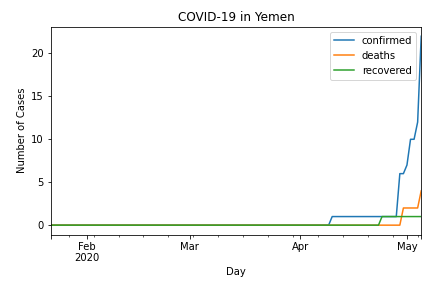 COVID-19 in Yemen
confirmed
deaths
recovered
20
15
10
5
0
Number of Cases
Feb
2020
Mar
Apr
May
Day